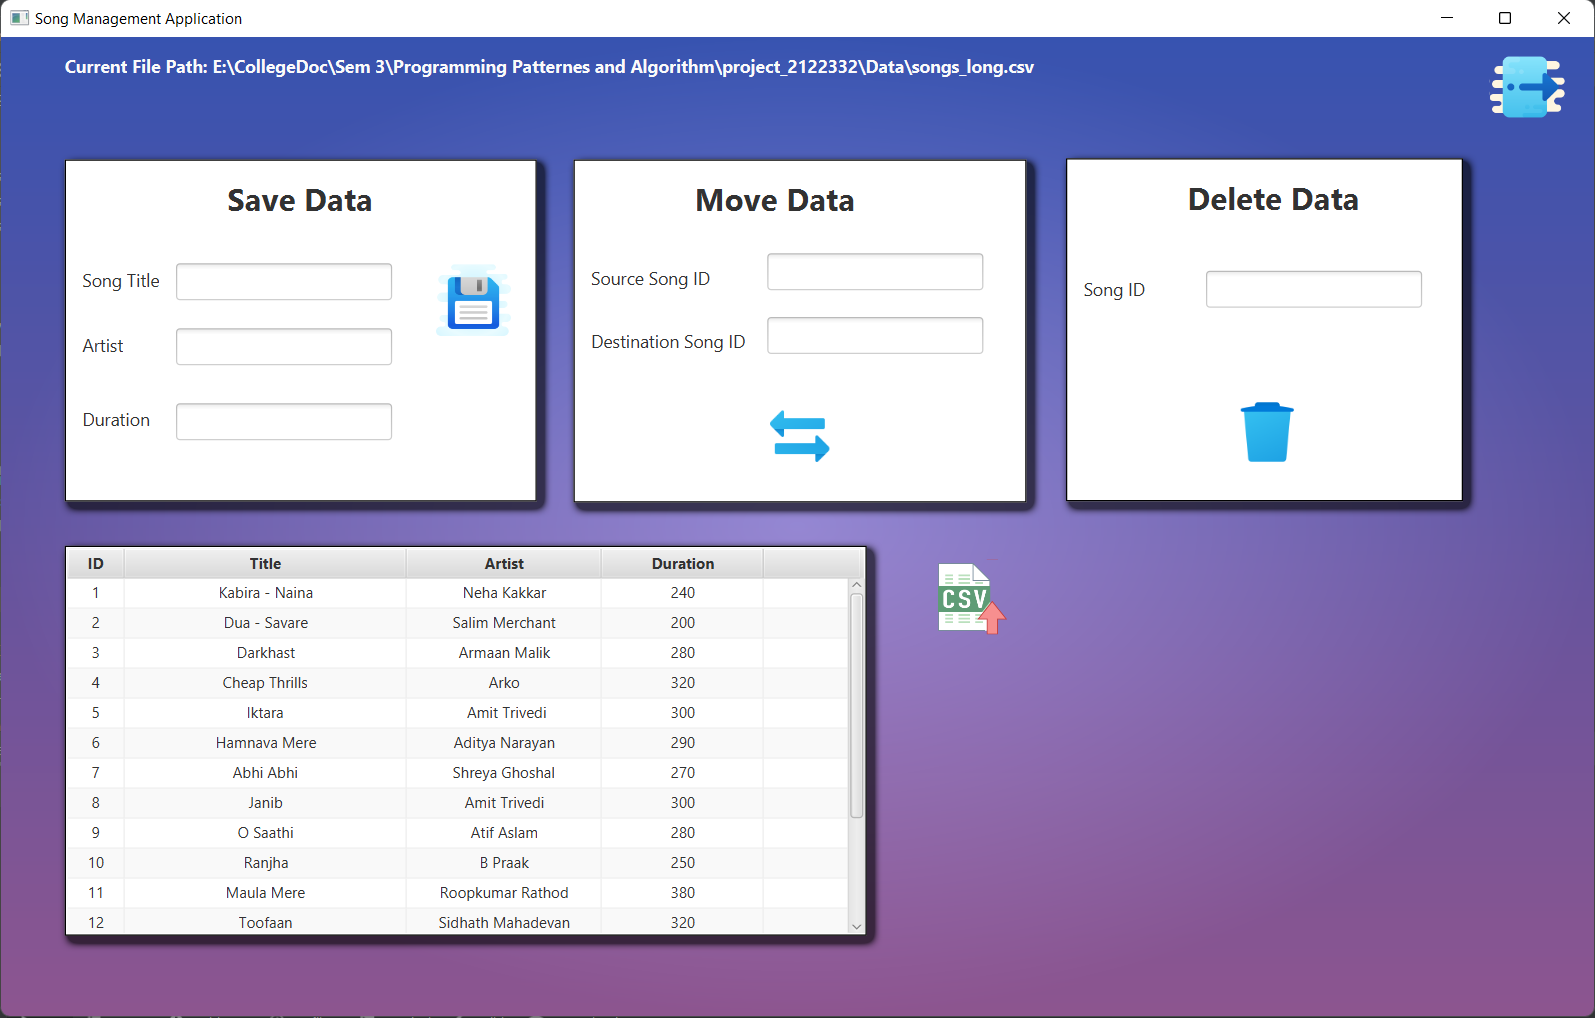 Song Management Application
Current File Path: E:\CollegeDoc\Sem 3\Programming Patternes and Algorithm\project_2122332\Data\songs_long.csv
Save Data
Song Title
Artist
Duration
Move Data
Source Song ID
Destination Song ID
Delete Data
Song ID
ID Title Artist Duration
1 Kabira - Naina Neha Kakkar 240
2 Dua - Savare Salim Merchant 200
3 Darkhast Armaan Malik 280
4 Cheap Thrills Arko 320
5 Iktara Amit Trivedi 300
6 Hamnava Mere Aditya Narayan 290
7 Abhi Abhi Shreya Ghoshal 270
8 Janib Amit Trivedi 300
9 O Saathi Atif Aslam 280
10 Ranjha B Praak 250
11 Maula Mere Roopkumar Rathod 380
12 Toofaan Sidhath Mahadevan 320
CSV